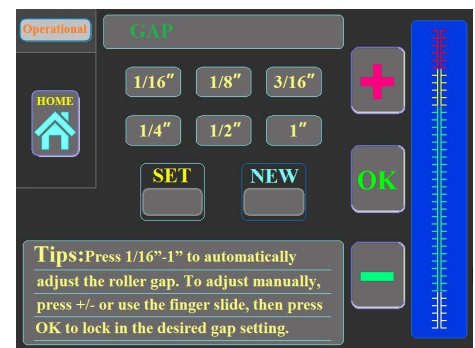 Operational
GAP
HOME
1/16” 1/8” 3/16”
1/4” 1/2” 1”
SET NEW
OK
Tips:Press 1/16”-1” to automatically
adjust the roller gap. To adjust manually,
press +/- or use the finger slide, then press
OK to lock in the desired gap setting.